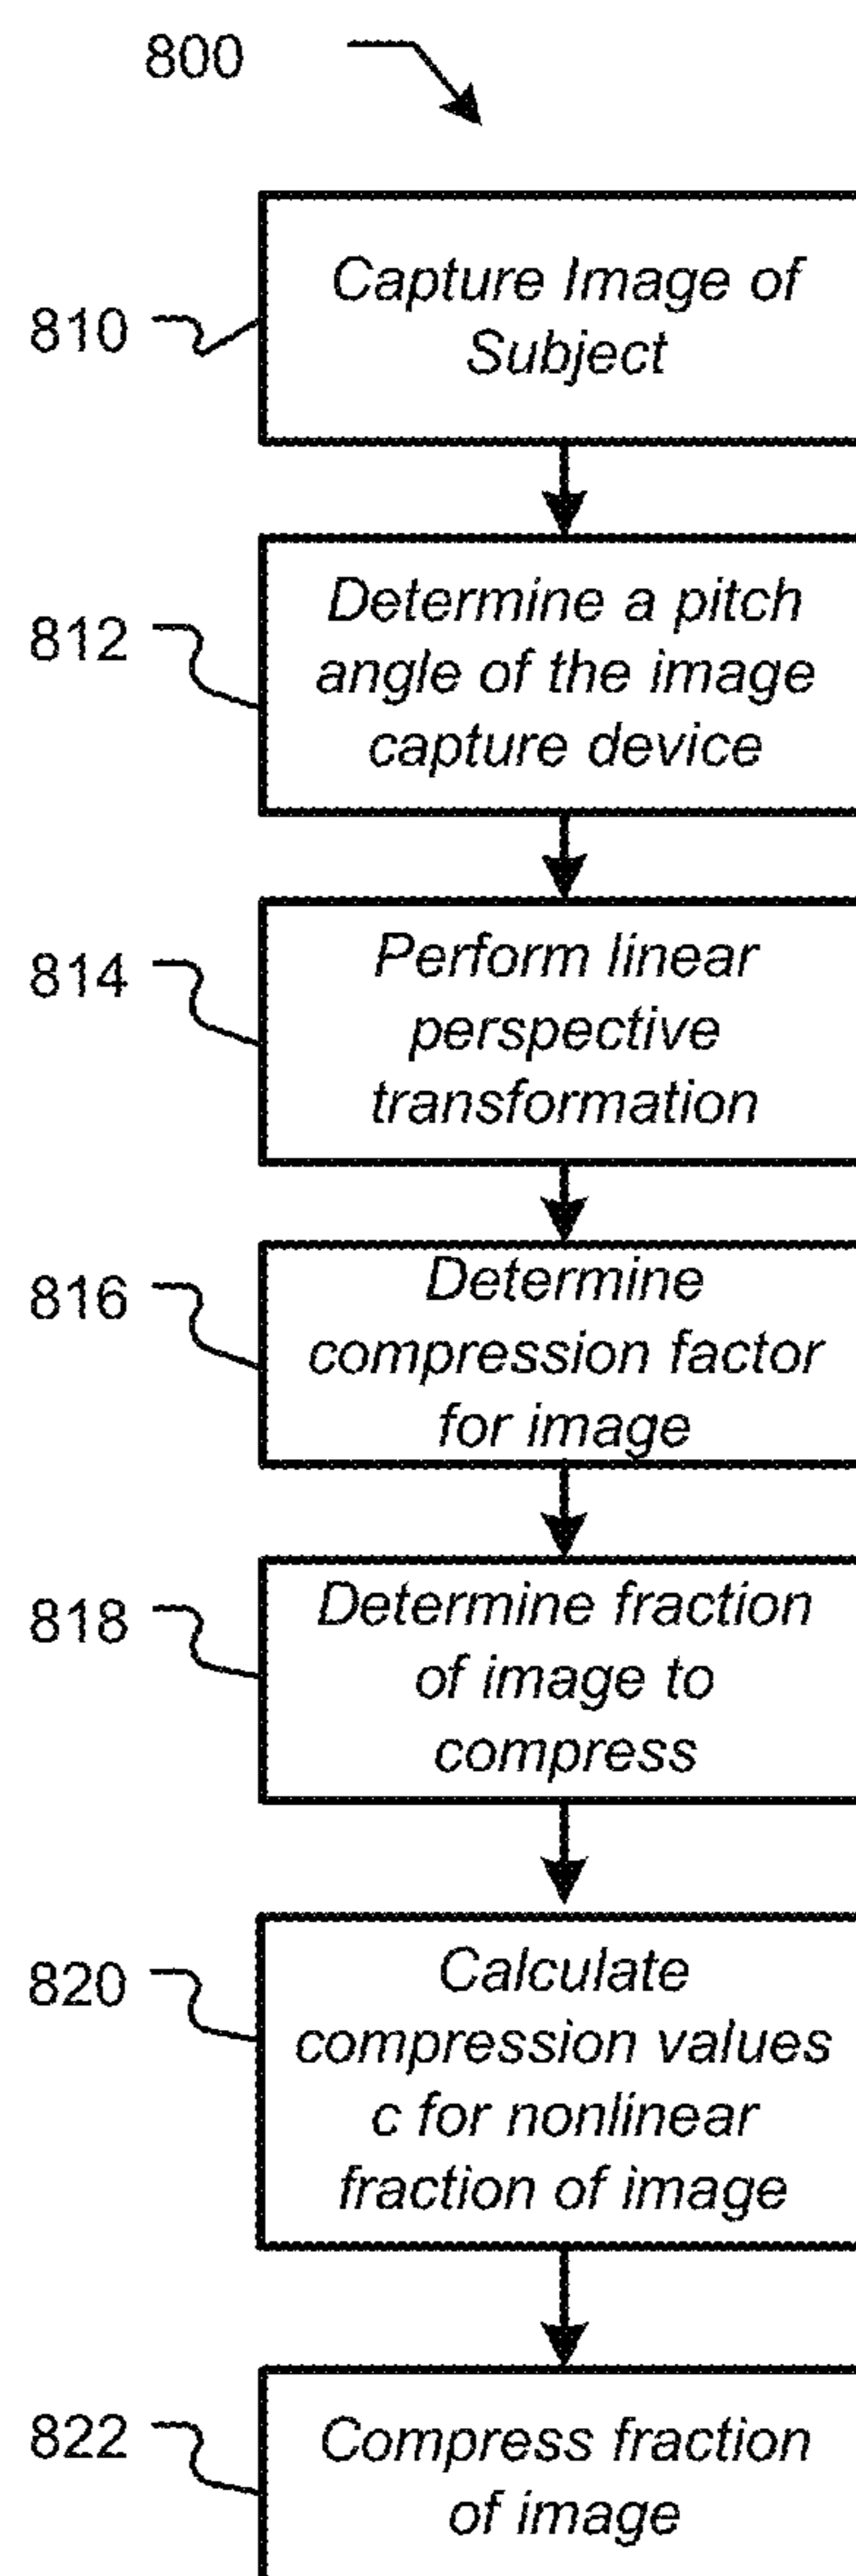 800
810
Capture Image of
Subject
812
Determine a pitch
angle of the image
capture device
814
Perform linear
perspective
transformation
816
Determine
compression factor
for image
818
Determine fraction
of image to
compress
820
Calculate
compression values
c for nonlinear
fraction of image
822
Compress fraction
of image